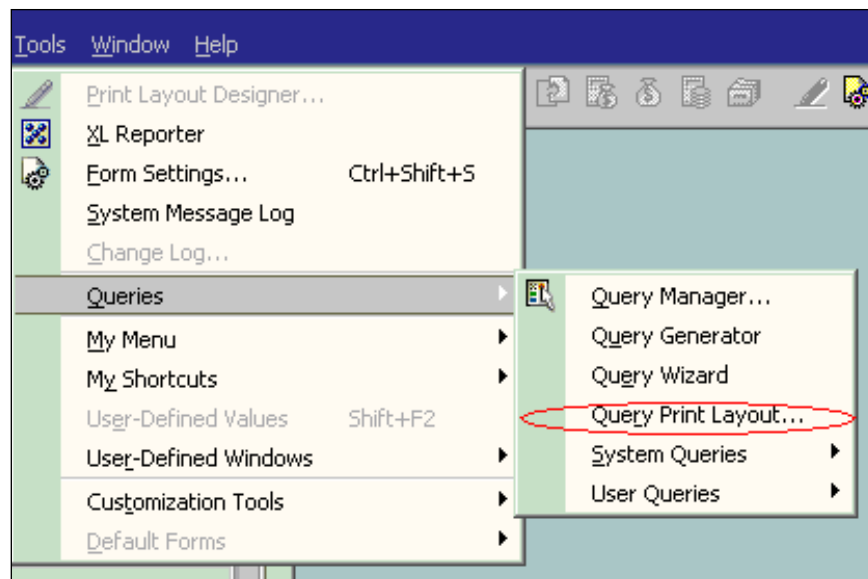 Tools Window Help
Print Layout Designer...
XL Reporter
Form Settings... Ctrl+Shift+S
System Message Log
Change Log...
Queries
My Menu
My Shortcuts
User-Defined Values Shift+F2
User-Defined Windows
Customization Tools
Default Forms
Query Manager...
Query Generator
Query Wizard
Query Print Layout...
System Queries
User Queries